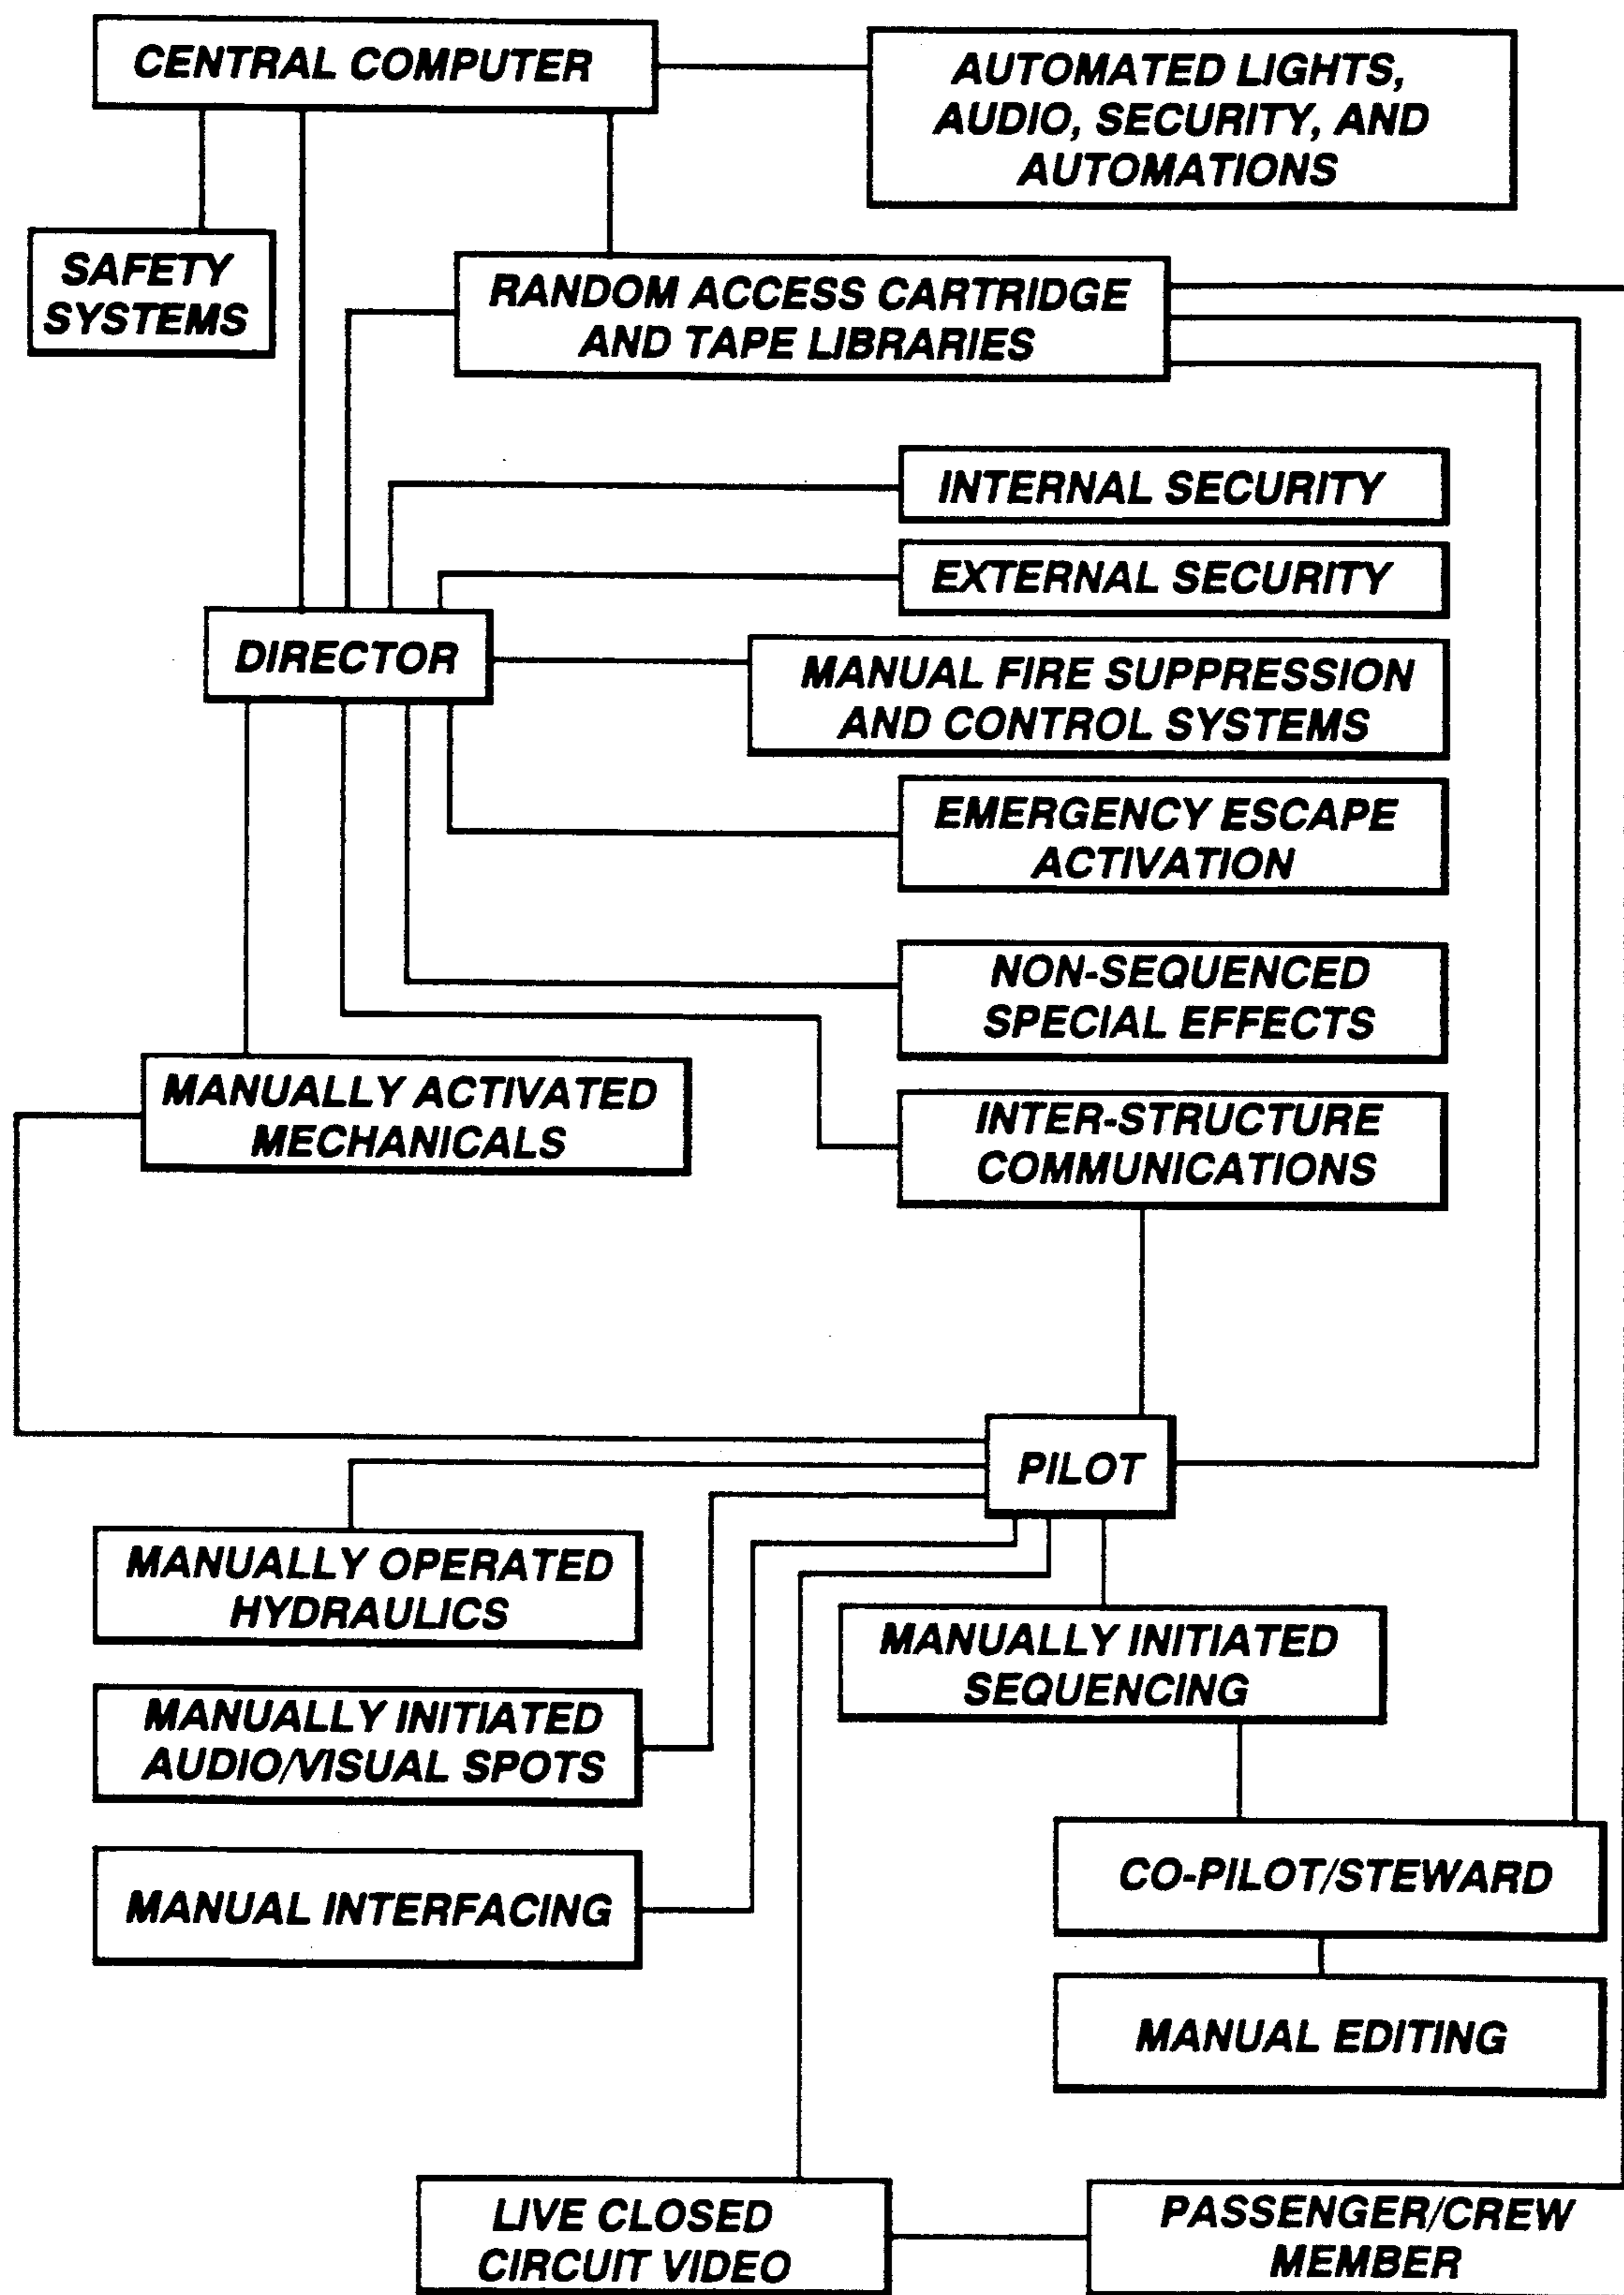 CENTRAL COMPUTER
AUTOMATED LIGHTS,
AUDIO, SECURITY, AND
AUTOMATIONS
SAFETY
SYSTEMS
RANDOM ACCESS CARTRIDGE
AND TAPE LIBRARIES
INTERNAL SECURITY
EXTERNAL SECURITY
DIRECTOR
MANUAL FIRE SUPPRESSION
AND CONTROL SYSTEMS
EMERGENCY ESCAPE
ACTIVATION
NON-SEQUENCED
SPECIAL EFFECTS
MANUALLY ACTIVATED
MECHANICALS
INTER-STRUCTURE
COMMUNICATIONS
PILOT
MANUALLY OPERATED
HYDRAULICS
MANUALLY INITIATED
SEQUENCING
MANUALLY INITIATED
AUDIO/VISUAL SPOTS
CO-PILOT/STEWARD
MANUAL INTERFACING
MANUAL EDITING
LIVE CLOSED
CIRCUIT VIDEO
PASSENGER/CREW
MEMBER